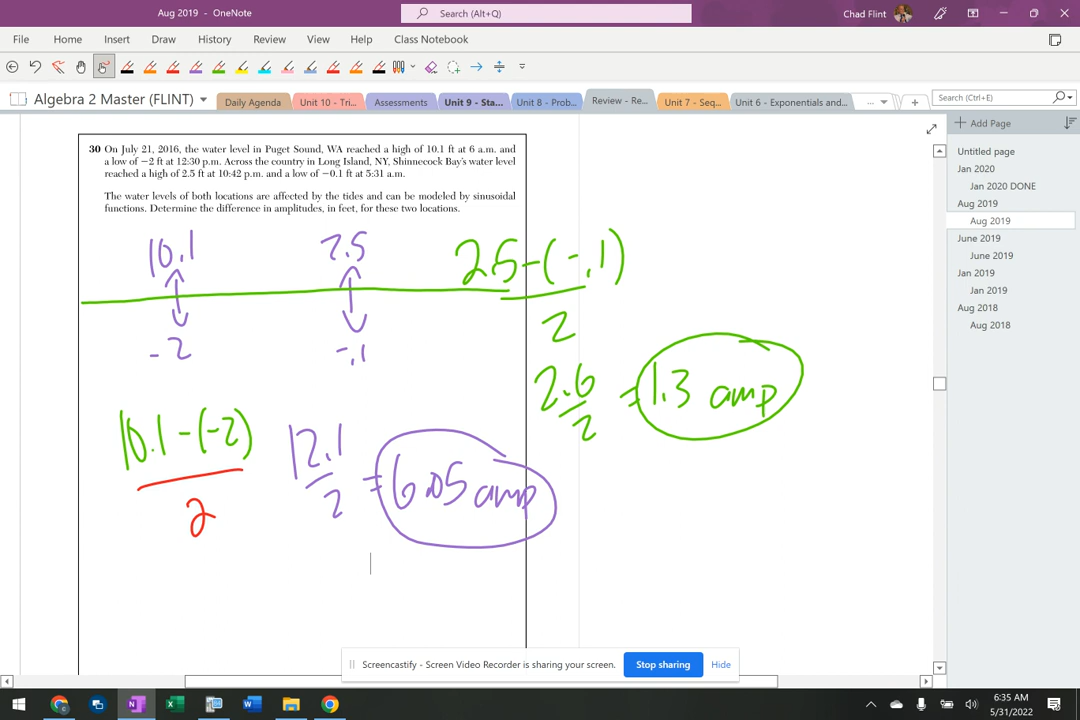 Aug 2019 - OneNote
Search (Alt+Q)
Chad Flint
File Home Insert Draw History Review View Help Class Notebook
Algebra 2 Master (FLINT)
Daily Agenda
Unit 10 - Tri...
Assessments
Unit 9 - Sta...
Unit 8 - Prob...
Review - Re...
Unit 7 - Seq...
Unit 6 - Exponentials and...
...
Search (Ctrl+E)
Add Page
Untitled page
Jan 2020
Jan 2020 DONE
Aug 2019
Aug 2019
June 2019
June 2019
Jan 2019
Jan 2019
Aug 2018
Aug 2018
30 On July 21, 2016, the water level in Puget Sound, WA reached a high of 10.1 ft at 6 a.m. and
a low of −2 ft at 12:30 p.m. Across the country in Long Island, NY, Shinnecock Bay's water level
reached a high of 2.5 ft at 10:42 p.m. and a low of −0.1 ft at 5:31 a.m.
The water levels of both locations are affected by the tides and can be modeled by sinusoidal
functions. Determine the difference in amplitudes, in feet, for these two locations.
10.1
2.5
2.5-(-.1)
2
-2
-.1
2.6
2
=1.3 amp
10.1-(-2)
2
12.1
2
=6.05 amp
Screencastify - Screen Video Recorder is sharing your screen.
Stop sharing
Hide
6:35 AM
5/31/2022